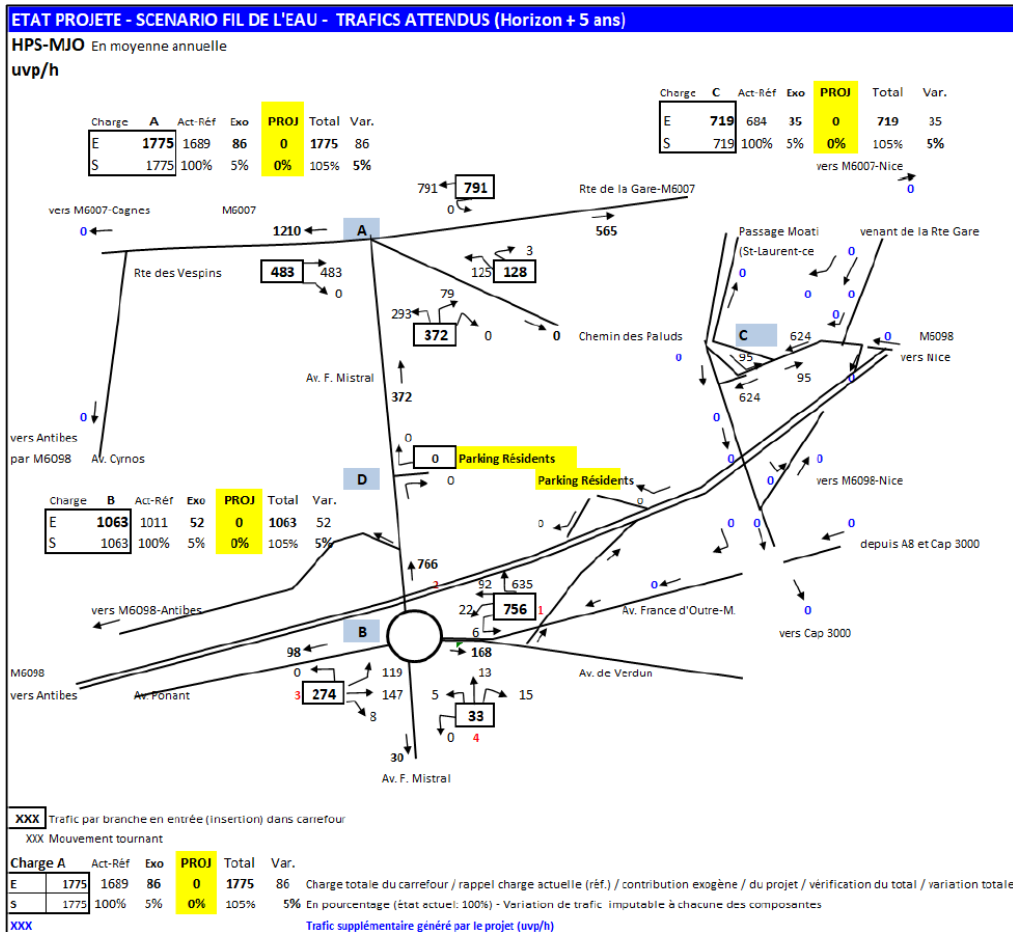 ETAT PROJETE - SCENARIO FIL DE L'EAU - TRAFICS ATTENDUS (Horizon + 5 ans)
HPS-MJO En moyenne annuelle
uvp/h
Charge A Act-Réf Exo PROJ Total Var.
E 1775 1689 86 0 1775 86
S 1775 100% 5% 0% 105% 5%
Charge C Act-Réf Exo PROJ Total Var.
E 719 684 35 0 719 35
S 719 100% 5% 0% 105% 5%
vers M6007-Nice
0
791 791
0
Rte de la Gare-M6007
565
vers M6007-Cagnes M6007
0 1210 A
Rte des Vespins 483 483
0
3
125 128
79
293
372 0
0 Chemin des Paluds
Passage Moati venant de la Rte Gare
(St-Laurent-ce 0
0
0 0
0
C 624 0 M6098
0 95 vers Nice
95 0
624
Av. F. Mistral
372
0
vers Antibes
par M6098 Av. Cyrnos
0
0 Parking Résidents
D 0 Parking Résidents
0
0
0
0 0
0 vers M6098-Nice
0 0 0
depuis A8 et Cap 3000
Charge B Act-Réf Exo PROJ Total Var.
E 1063 1011 52 0 1063 52
S 1063 100% 5% 0% 105% 5%
766
2 92 635
22 756 1
6
0
Av. France d'Outre-M.
0
vers Cap 3000
vers M6098-Antibes
B
98 168
M6098
vers Antibes Av. Ponant
0 119
3 274 147
8
13
5 15
33
0 4
Av. de Verdun
30
Av. F. Mistral
XXX Trafic par branche en entrée (insertion) dans carrefour
XXX Mouvement tournant
Charge A Act-Réf Exo PROJ Total Var.
E 1775 1689 86 0 1775 86 Charge totale du carrefour / rappel charge actuelle (réf.) / contribution exogène / du projet / vérification du total / variation totale
S 1775 100% 5% 0% 105% 5% En pourcentage (état actuel: 100%) - Variation de trafic imputable à chacune des composantes
XXX Trafic supplémentaire généré par le projet (uvp/h)